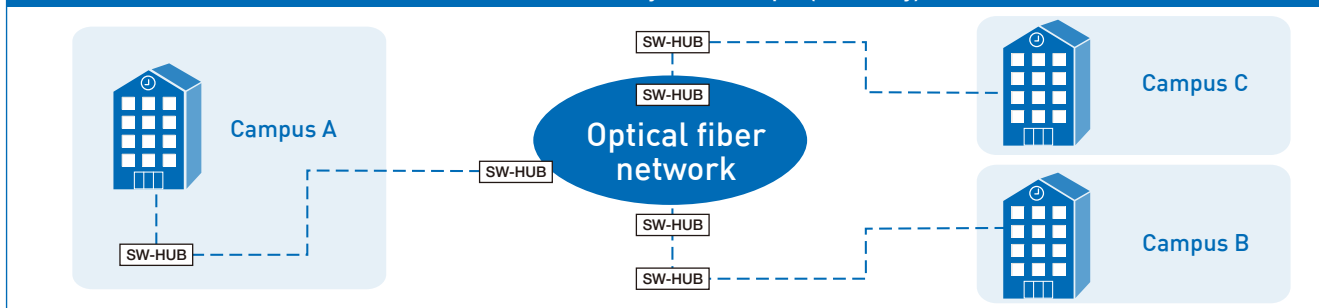 SW-HUB
Campus C
SW-HUB
Campus A
Optical fiber
network
SW-HUB
SW-HUB
Campus B
SW-HUB
SW-HUB